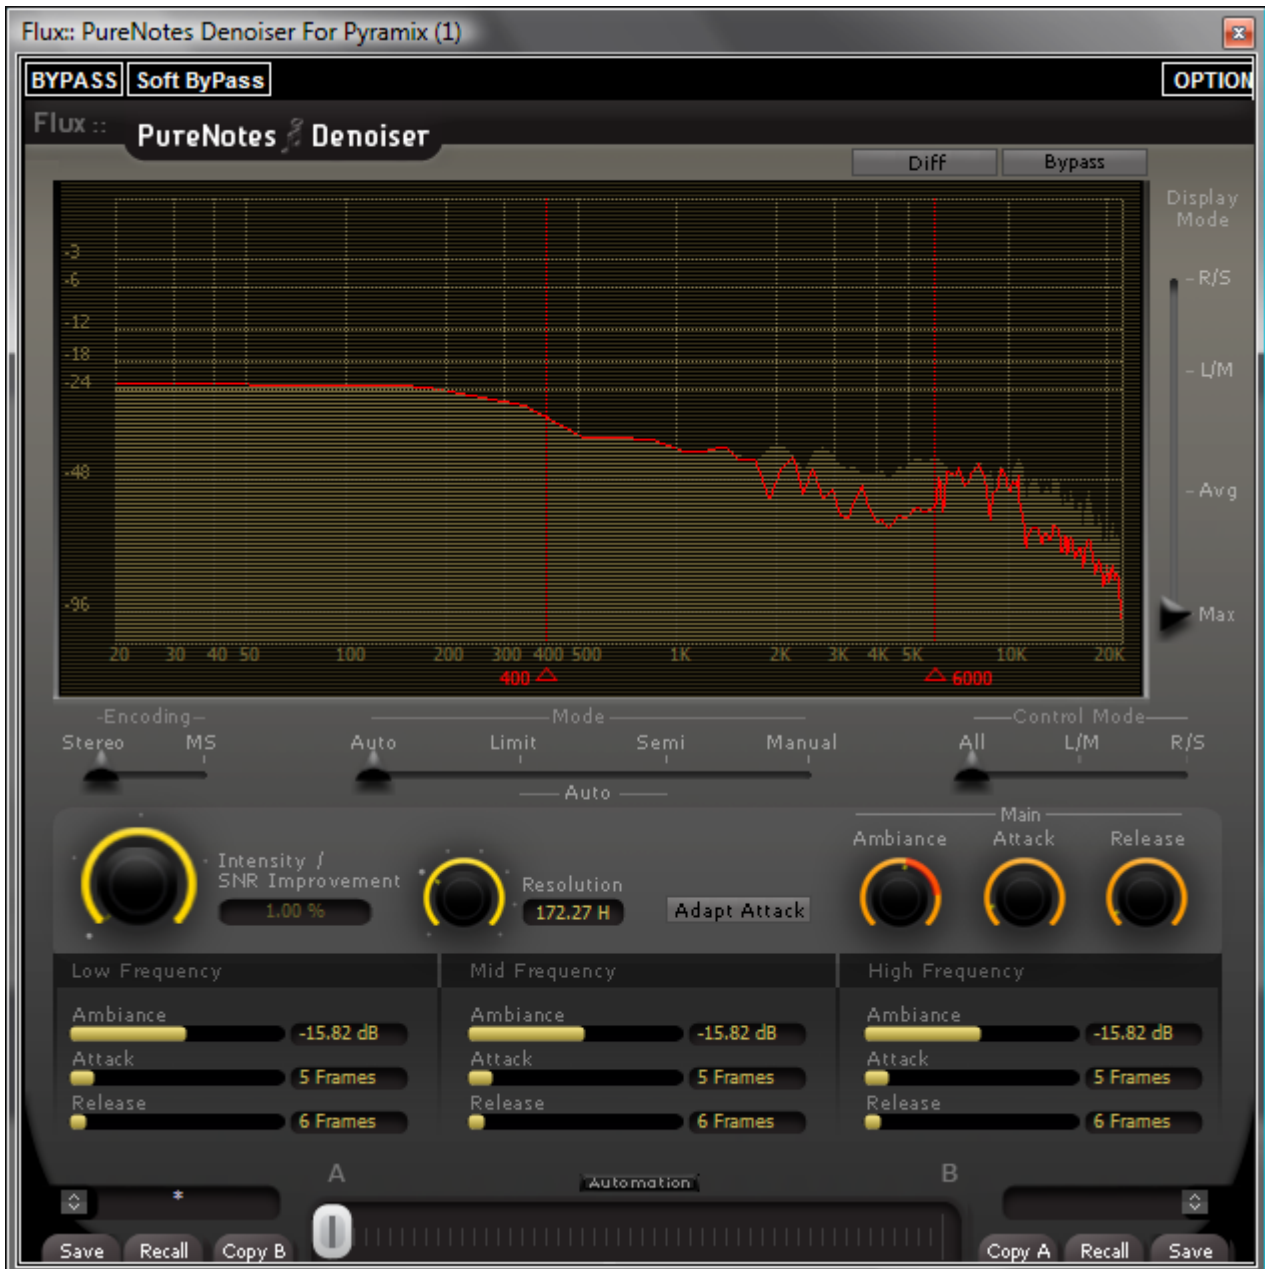 Flux:: PureNotes Denoiser For Pyramix (1) x
BYPASS Soft ByPass OPTION
Flux :: PureNotes Denoiser
Diff Bypass
Display
Mode
-3
-6
-12
-18
-24
-48
-96
R/S
L/M
Avg
Max
20 30 40 50 100 200 300 400 500 1K 2K 3K 4K 5K 10K 20K
400 6000
Encoding Mode Control Mode
Stereo MS Auto Limit Semi Manual All L/M R/S
Auto
Main
Ambiance Attack Release
Intensity /
SNR Improvement
1.00 %
Resolution
172.27 H
Adapt Attack
Low Frequency Mid Frequency High Frequency
Ambiance Ambiance Ambiance
-15.82 dB -15.82 dB -15.82 dB
Attack Attack Attack
5 Frames 5 Frames 5 Frames
Release Release Release
6 Frames 6 Frames 6 Frames
A Automation B
*
Save Recall Copy B Copy A Recall Save